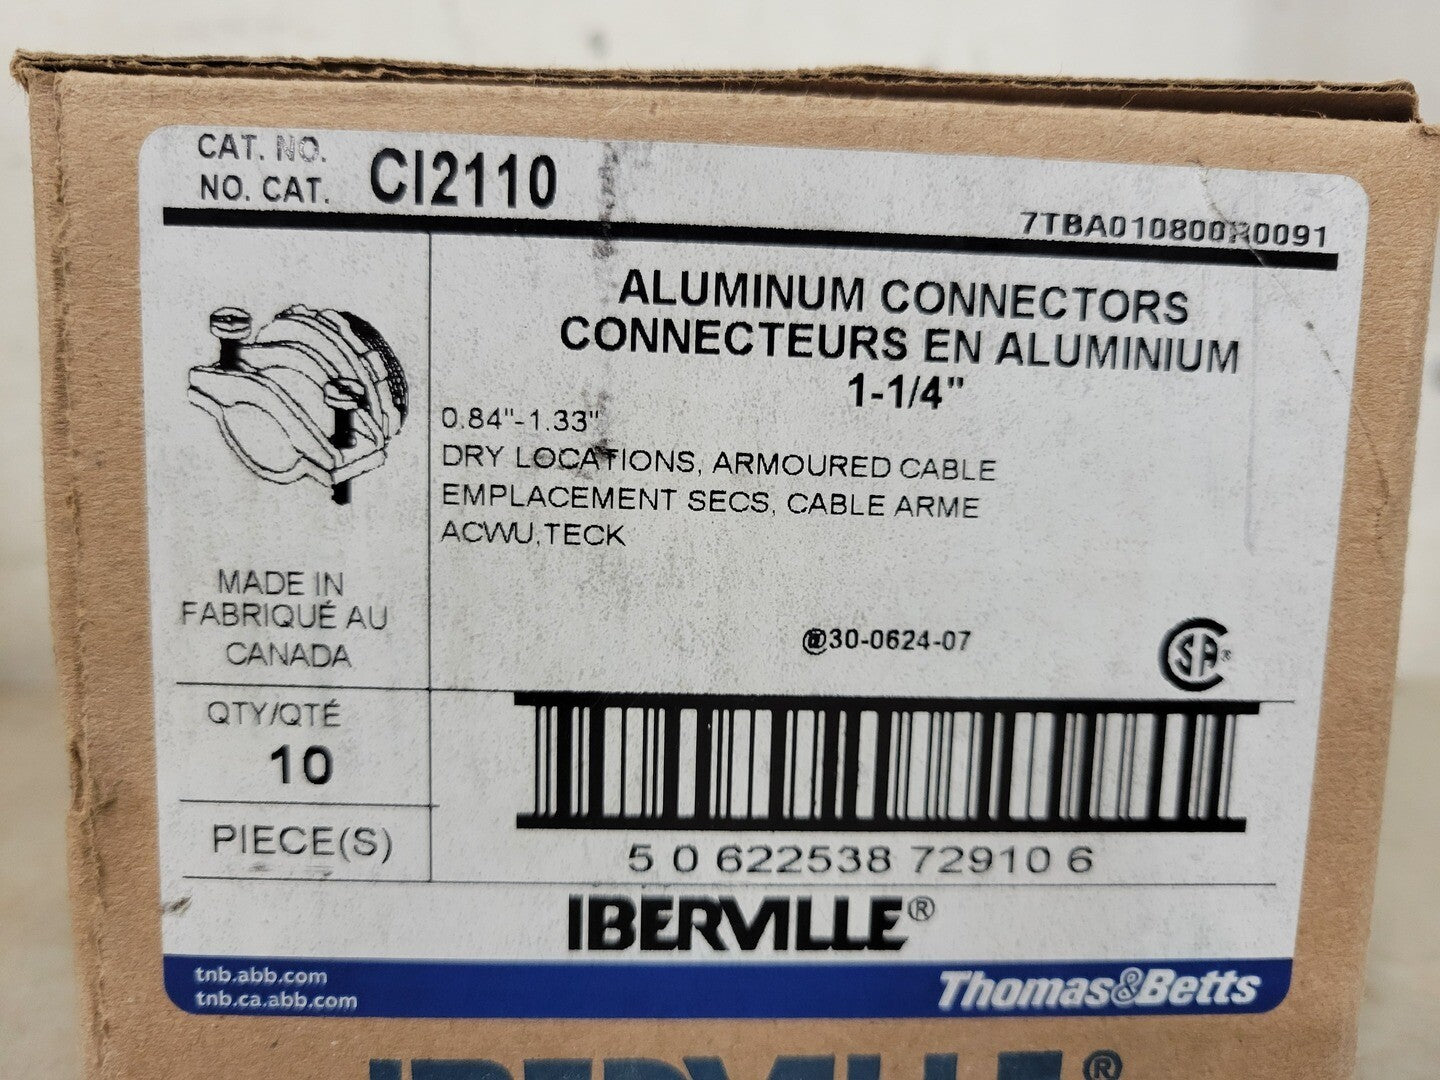 CAT. NO.
NO. CAT.
CI2110
7TBA010800R0091
ALUMINUM CONNECTORS
CONNECTEURS EN ALUMINIUM
1-1/4"
0.84"-1.33"
DRY LOCATIONS, ARMOURED CABLE
EMPLACEMENT SECS, CABLE ARME
ACWU,TECK
MADE IN
FABRIQUÉ AU
CANADA
@30-0624-07
SA®
QTY/QTÉ
10
PIECE(S)
5 0 622538 72910 6
IBERVILLE®
tnb.abb.com
tnb.ca.abb.com
Thomas&Betts
IBERVILLE®